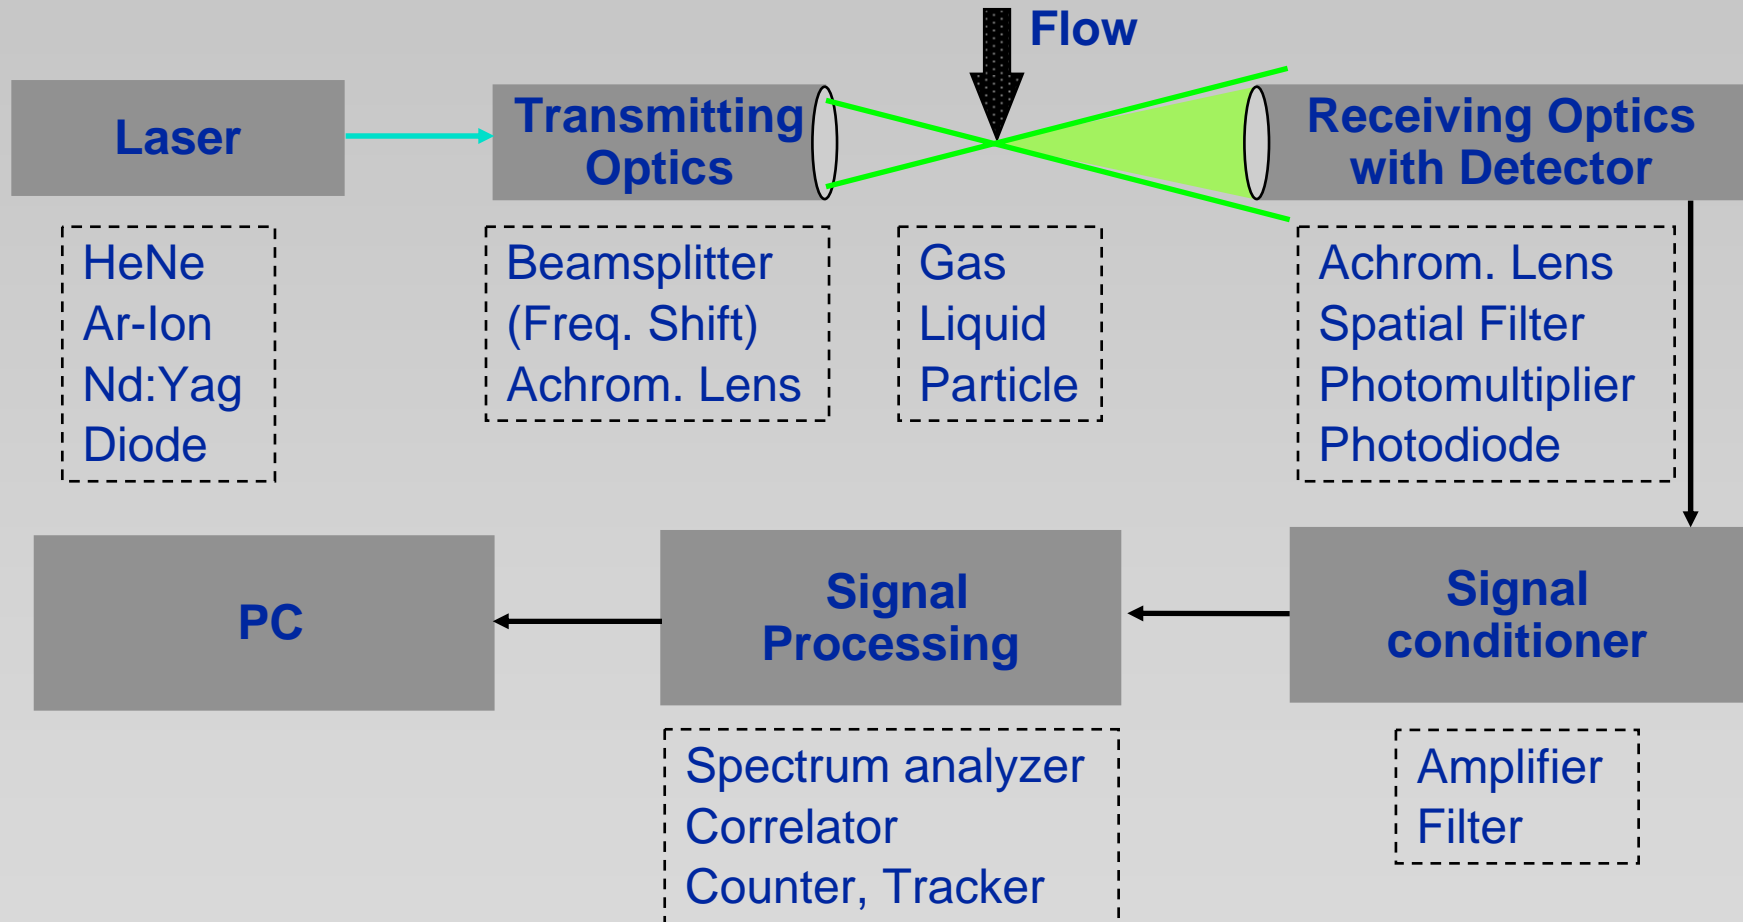 Flow
Laser
Transmitting
Optics
Receiving Optics
with Detector
HeNe
Ar-Ion
Nd:Yag
Diode
Beamsplitter
(Freq. Shift)
Achrom. Lens
Gas
Liquid
Particle
Achrom. Lens
Spatial Filter
Photomultiplier
Photodiode
PC
Signal
Processing
Signal
conditioner
Spectrum analyzer
Correlator
Counter, Tracker
Amplifier
Filter